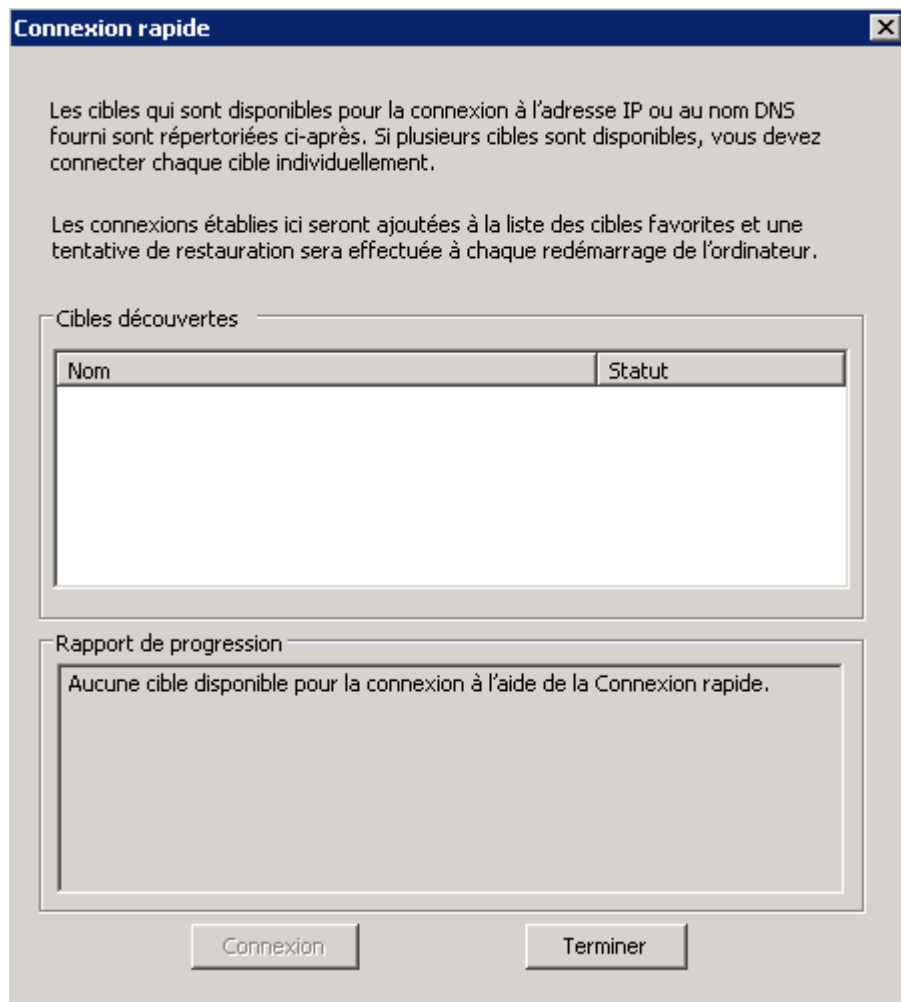 Connexion rapide
Les cibles qui sont disponibles pour la connexion à l'adresse IP ou au nom DNS
fourni sont répertoriées ci-après. Si plusieurs cibles sont disponibles, vous devez
connecter chaque cible individuellement.
Les connexions établies ici seront ajoutées à la liste des cibles favorites et une
tentative de restauration sera effectuée à chaque redémarrage de l'ordinateur.
Cibles découvertes
Nom Statut
Rapport de progression
Aucune cible disponible pour la connexion à l'aide de la Connexion rapide.
Connexion Terminer